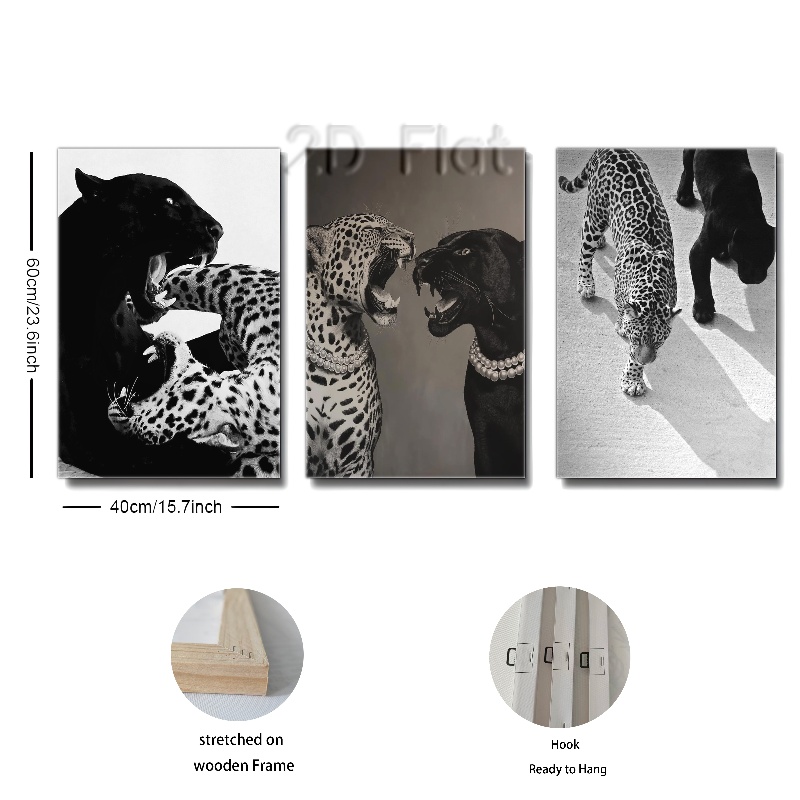 2D Flat
60cm/23.6inch
40cm/15.7inch
stretched on
wooden Frame
Hook
Ready to Hang